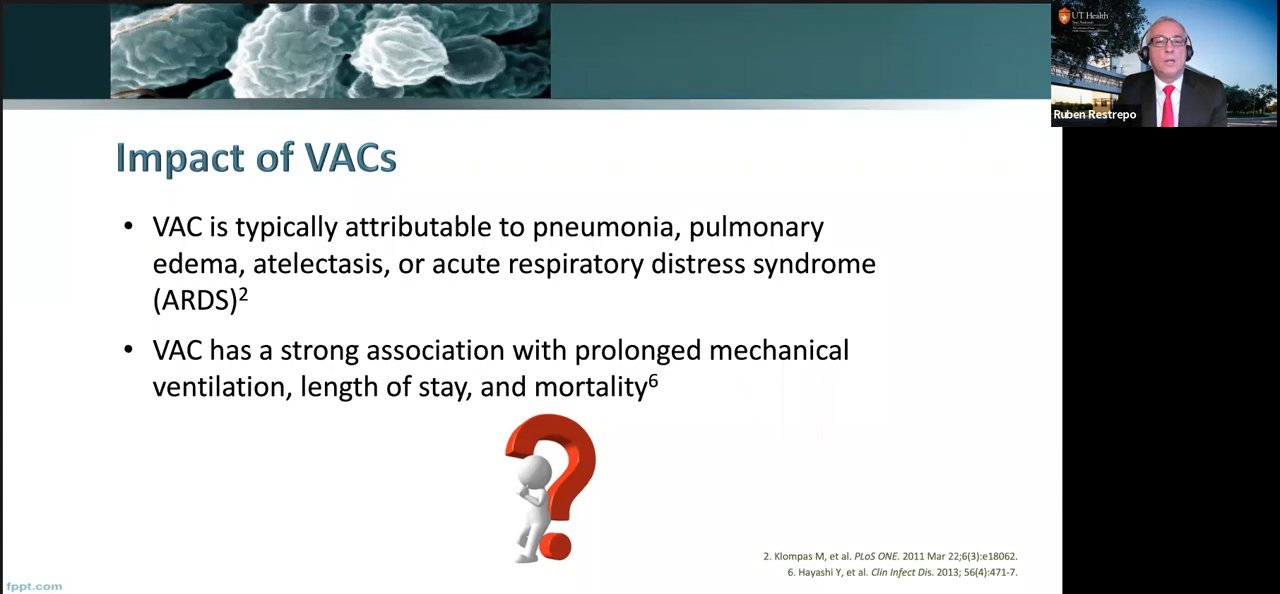 UT Health
San Antonio
Ruben Restrepo
Impact of VACs
• VAC is typically attributable to pneumonia, pulmonary
edema, atelectasis, or acute respiratory distress syndrome
(ARDS)2
• VAC has a strong association with prolonged mechanical
ventilation, length of stay, and mortality6
2. Klompas M, et al. PLoS ONE. 2011 Mar 22;6(3):e18062.
6. Hayashi Y, et al. Clin Infect Dis. 2013; 56(4):471-7.
fppt.com